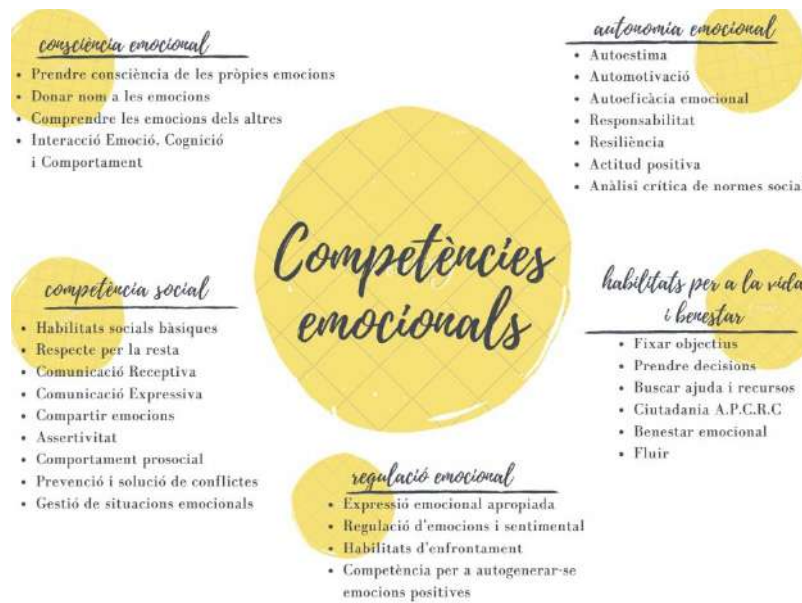 consciència emocional
• Prendre consciència de les pròpies emocions
• Donar nom a les emocions
• Comprendre les emocions dels altres
• Interacció Emoció, Cognició
i Comportament
autonomia emocional
• Autoestima
• Automotivació
• Autoeficàcia emocional
• Responsabilitat
• Resiliència
• Actitud positiva
• Anàlisi crítica de normes social
Competències
emocionals
competència social
• Habilitats socials bàsiques
• Respecte per la resta
• Comunicació Receptiva
• Comunicació Expressiva
• Compartir emocions
• Assertivitat
• Comportament prosocial
• Prevenció i solució de conflictes
• Gestió de situacions emocionals
habilitats per a la vida
i benestar
• Fixar objectius
• Prendre decisions
• Buscar ajuda i recursos
• Ciutadania A.P.C.R.C
• Benestar emocional
• Fluir
regulació emocional
• Expressió emocional apropiada
• Regulació d'emocions i sentimental
• Habilitats d'enfrontament
• Competència per a autogenerar-se
emocions positives